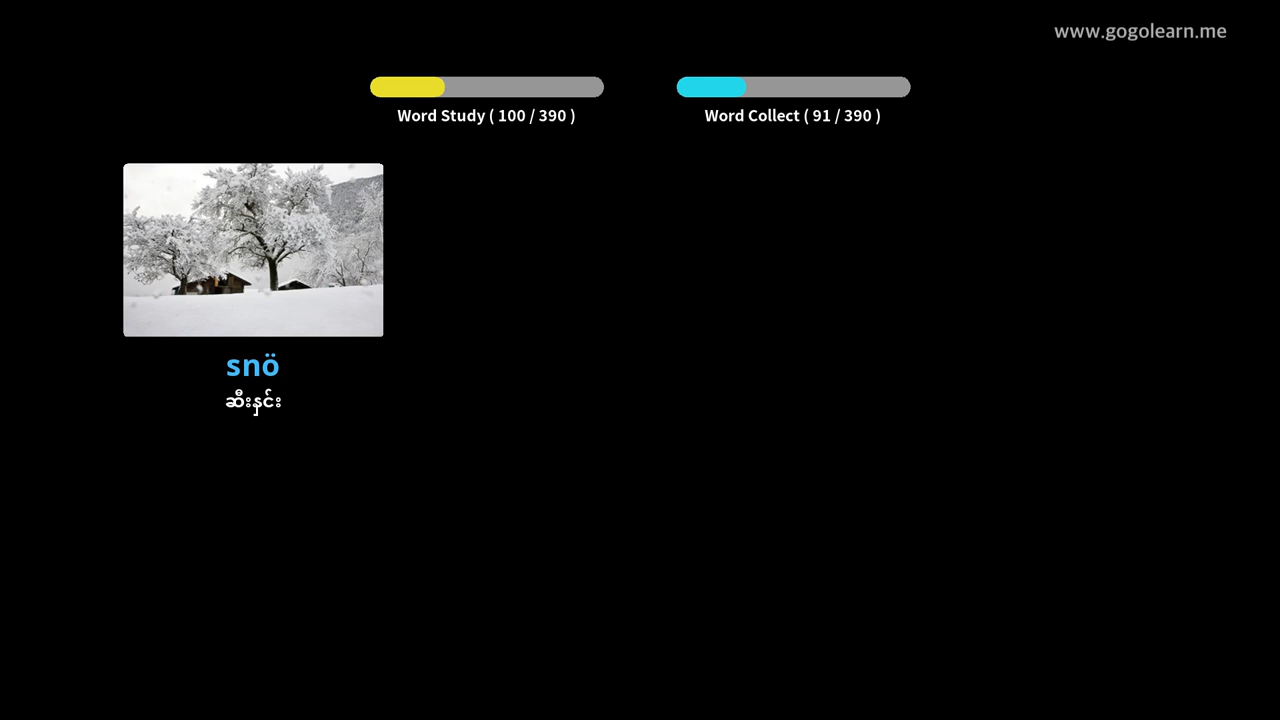 www.gogolearn.me
Word Study ( 100 / 390 )
Word Collect ( 91 / 390 )
snö
ဆီးနှင်း